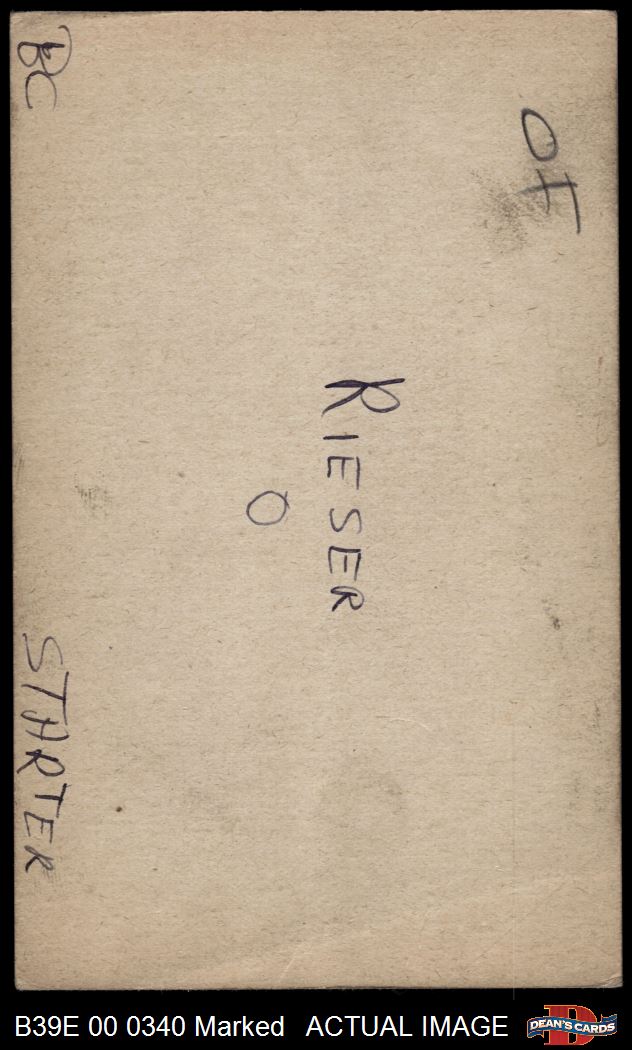 OF
RIESER
O
BC
STARTER
B39E 00 0340 Marked ACTUAL IMAGE
DEAN'S CARDS